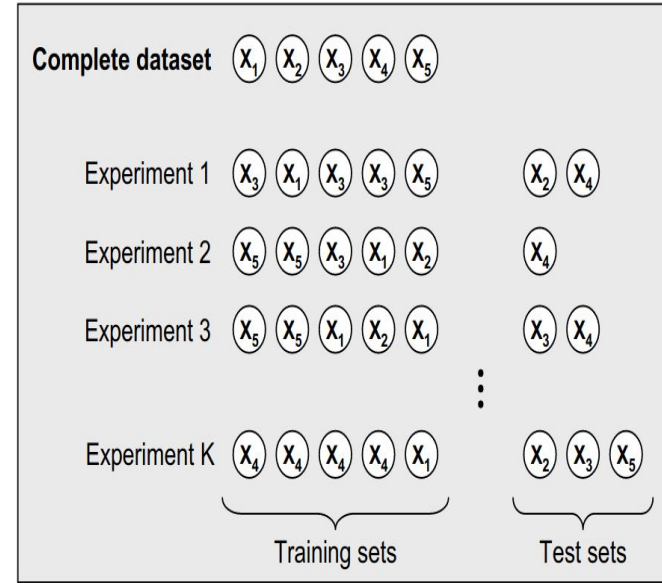 Complete dataset X₁ X₂ X₃ X₄ X₅
Experiment 1 X₃ X₁ X₃ X₃ X₅ X₂ X₄
Experiment 2 X₅ X₅ X₃ X₁ X₂ X₄
Experiment 3 X₅ X₅ X₁ X₂ X₁ X₃ X₄
⋮
Experiment K X₄ X₄ X₄ X₄ X₁ X₂ X₃ X₅
Training sets Test sets